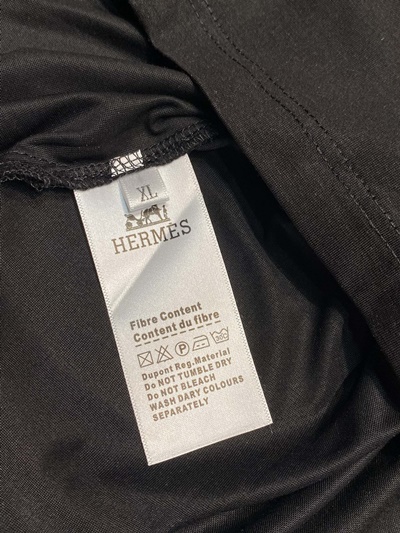 XL
HERMES
Fibre Content
Content du fibre
Dupont Reg.Material
Do NOT TUMBLE DRY
Do NOT BLEACH
WASH DARY COLOURS
SEPARATELY